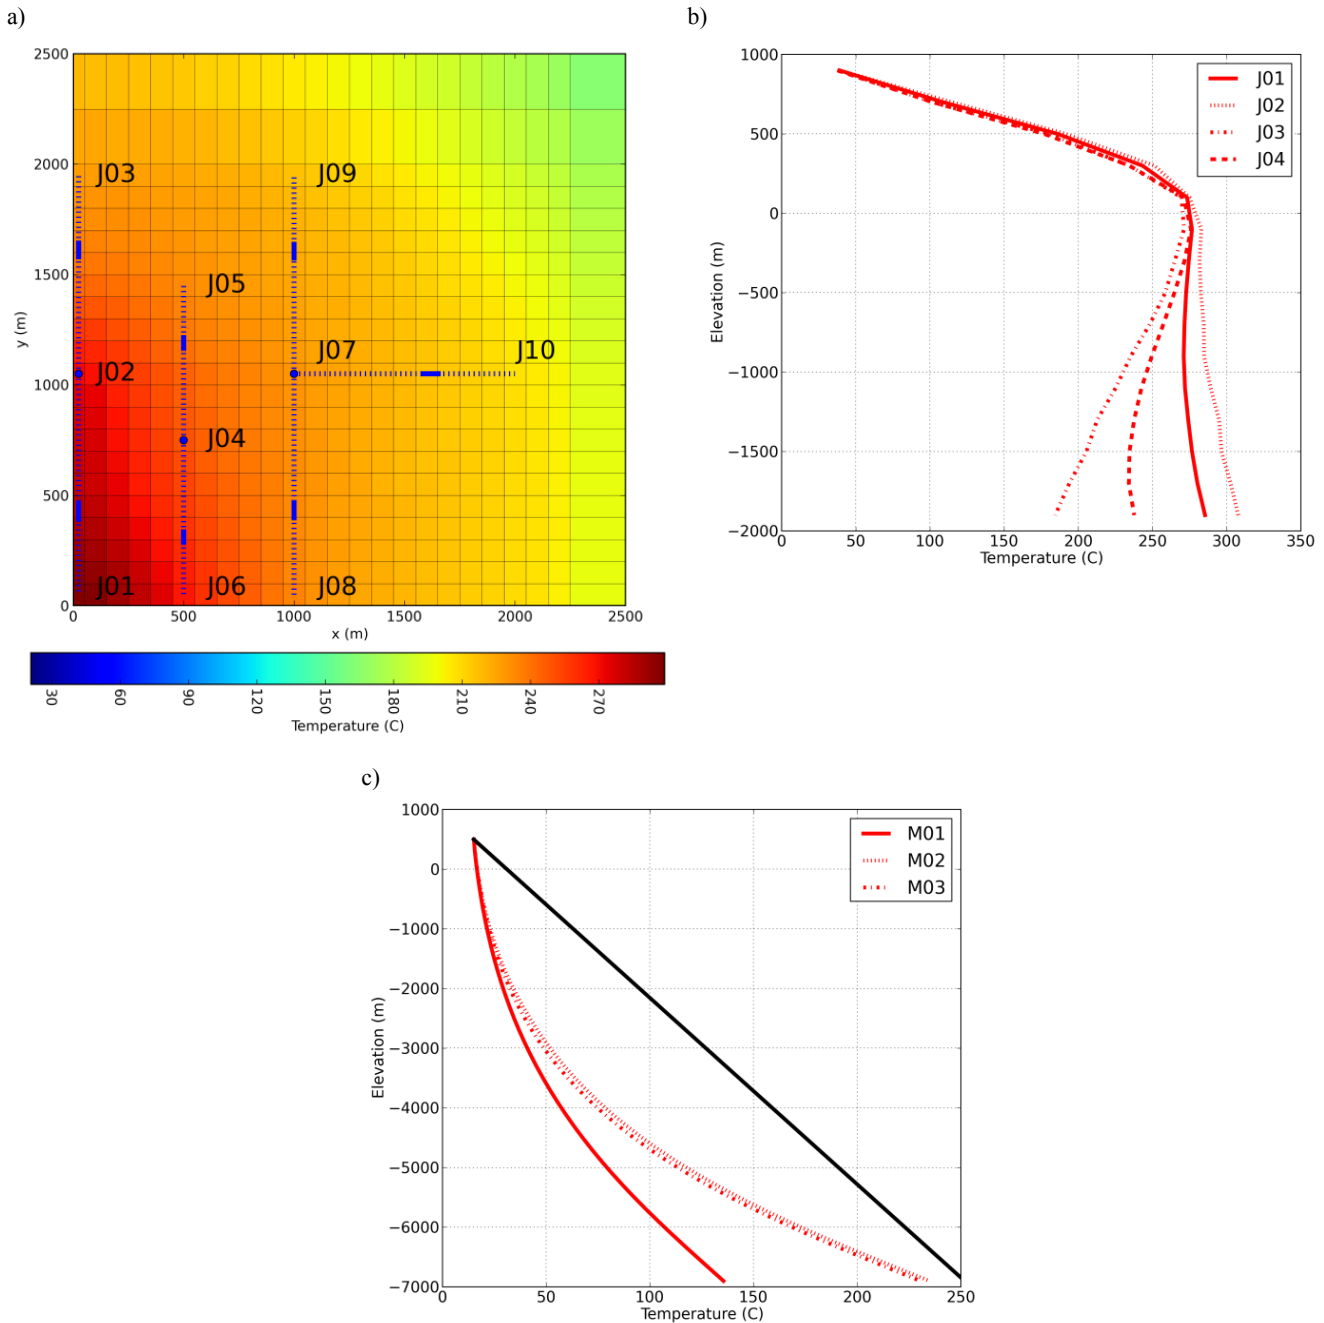 a)
2500
2000
1500
1000
500
0
y (m)
J03
J09
J05
J02
J07
J10
J04
J01
J06
J08
0
500
1000
1500
2000
2500
x (m)
30
60
90
120
150
180
210
240
270
Temperature (C)
b)
1000
500
0
−500
−1000
−1500
−2000
Elevation (m)
J01
J02
J03
J04
0
50
100
150
200
250
300
350
Temperature (C)
c)
1000
0
−1000
−2000
−3000
−4000
−5000
−6000
−7000
Elevation (m)
M01
M02
M03
0
50
100
150
200
250
Temperature (C)